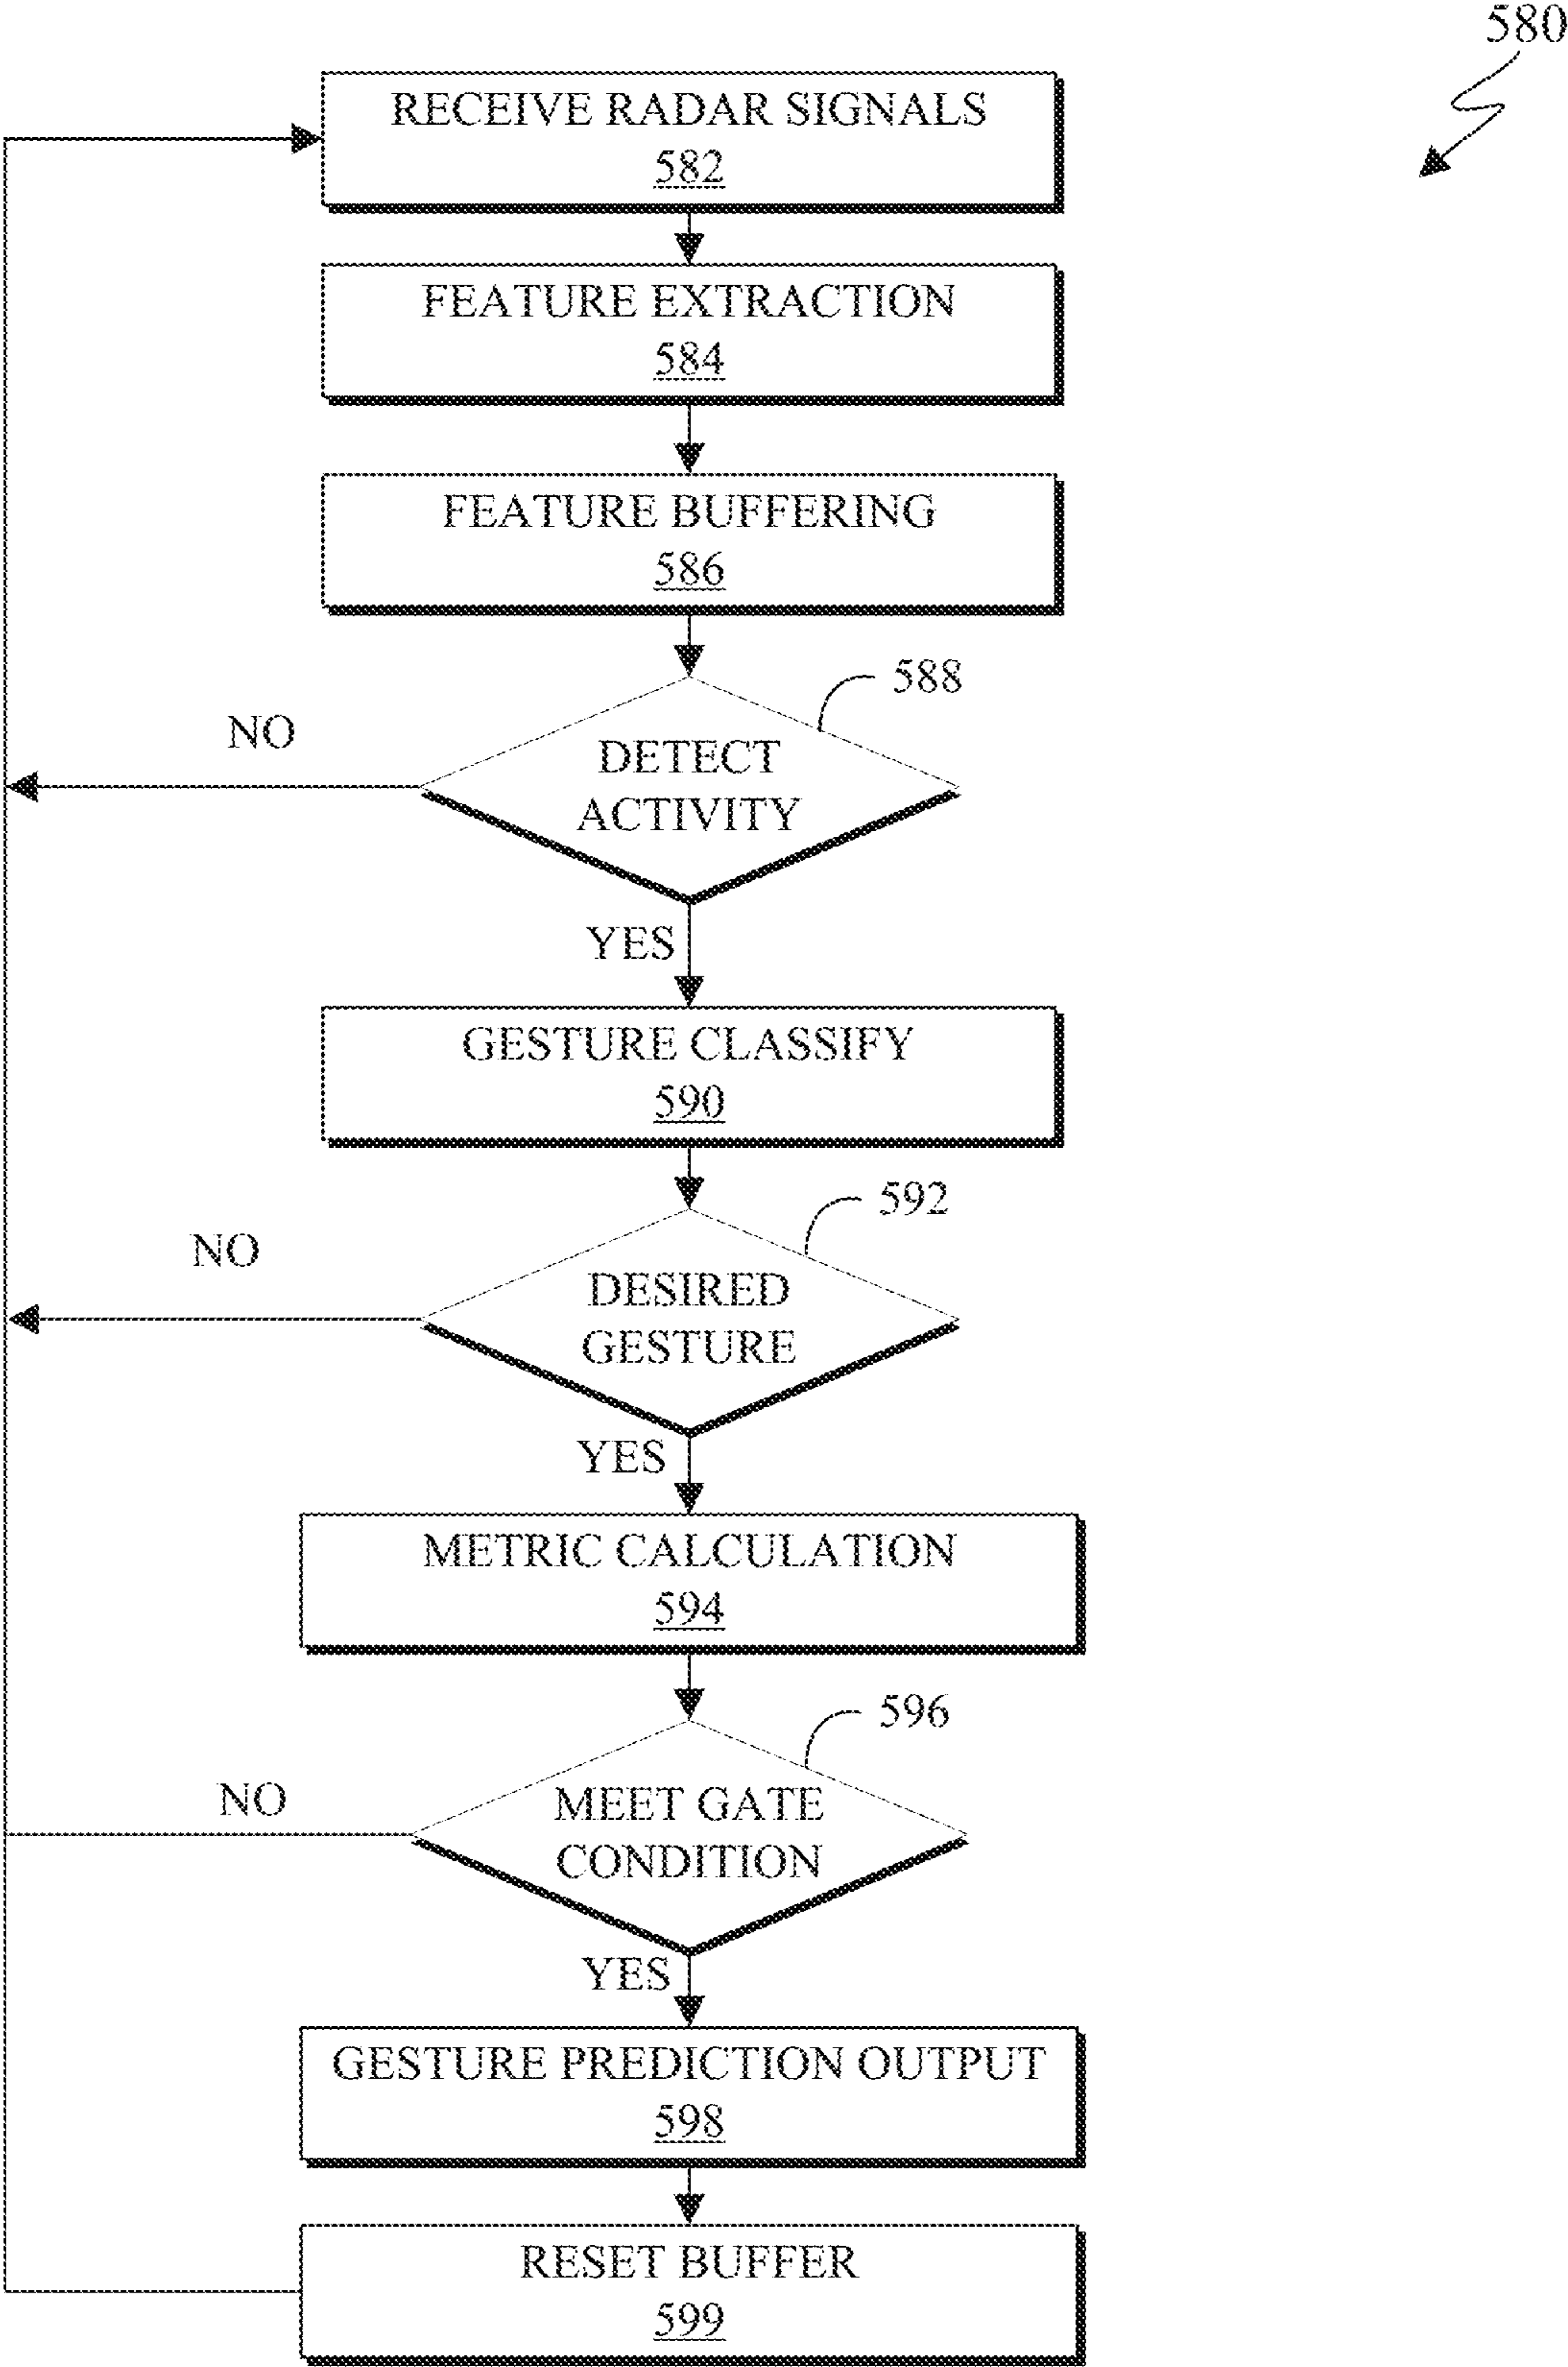 580
RECEIVE RADAR SIGNALS
582
FEATURE EXTRACTION
584
FEATURE BUFFERING
586
588
NO
DETECT
ACTIVITY
YES
GESTURE CLASSIFY
590
592
NO
DESIRED
GESTURE
YES
METRIC CALCULATION
594
596
NO
MEET GATE
CONDITION
YES
GESTURE PREDICTION OUTPUT
598
RESET BUFFER
599